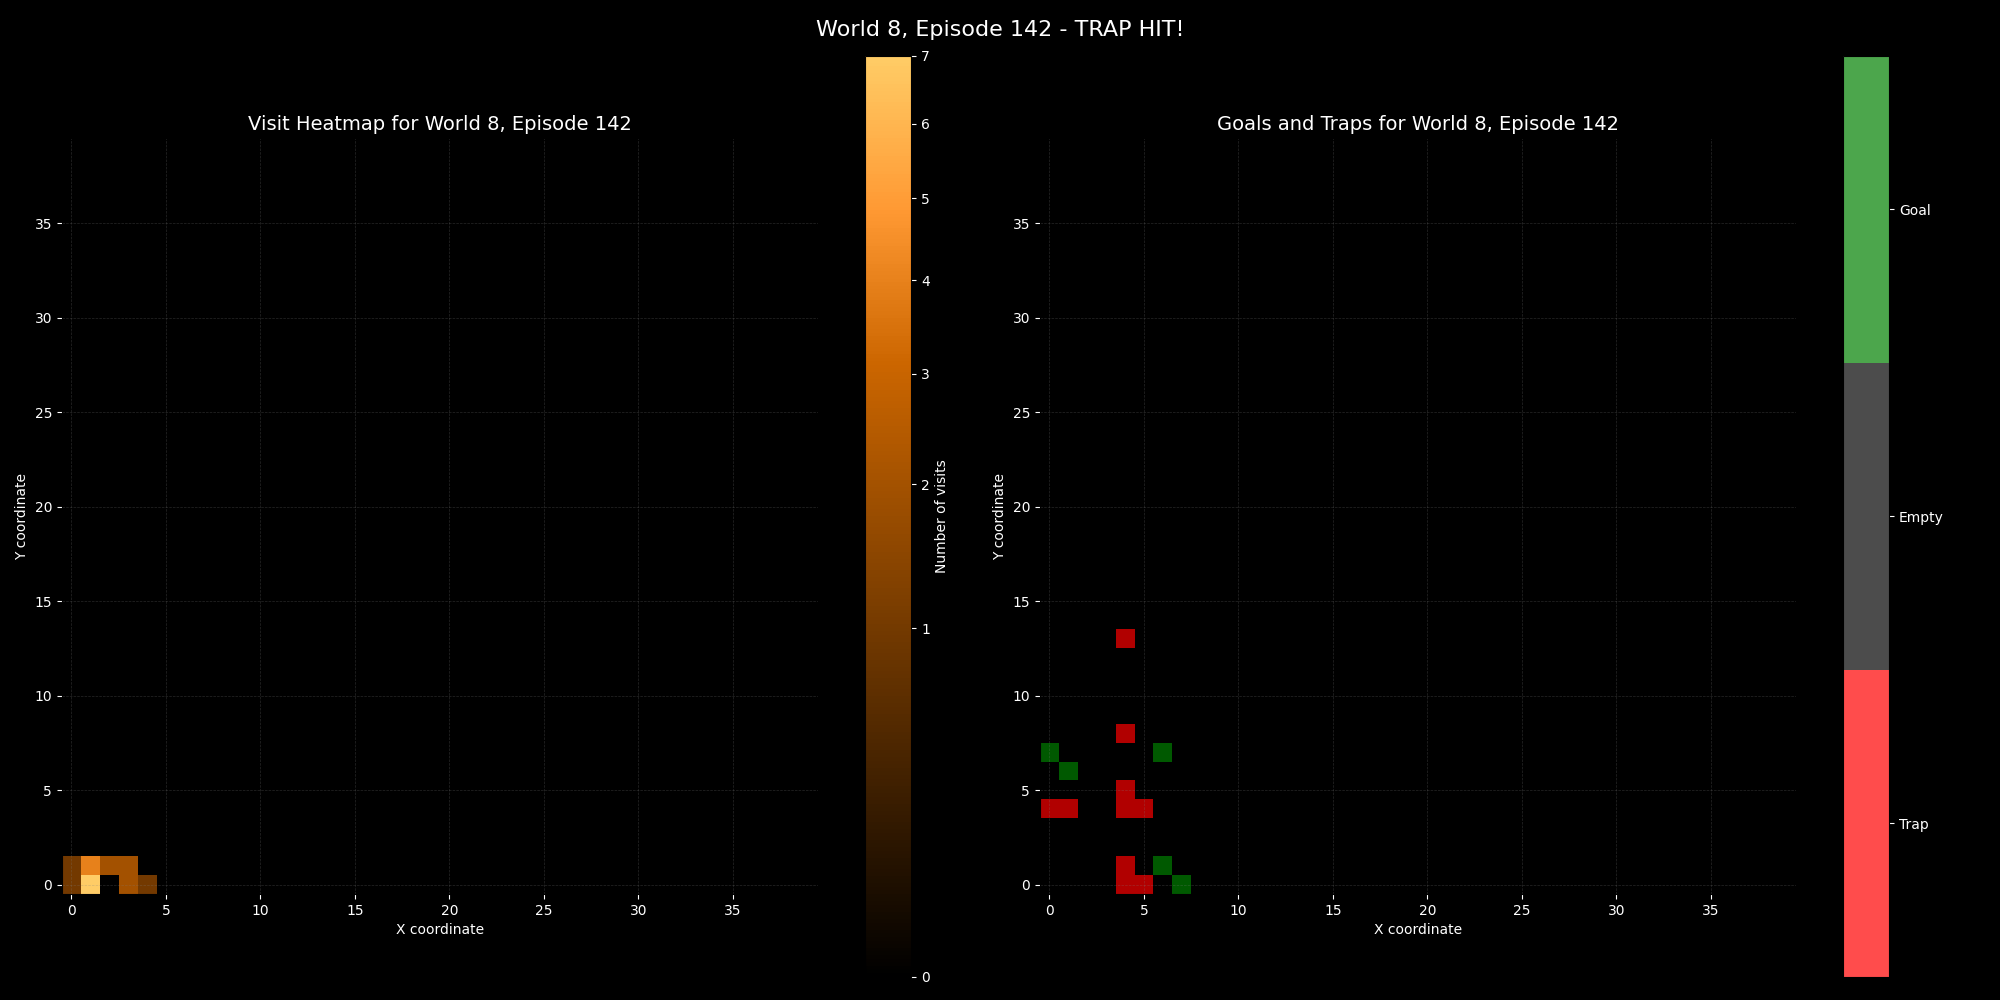 World 8, Episode 142 - TRAP HIT!
Visit Heatmap for World 8, Episode 142
35
30
25
20
15
10
5
0
Y coordinate
0 5 10 15 20 25 30 35
X coordinate
7
6
5
4
3
2
1
0
Number of visits
Goals and Traps for World 8, Episode 142
35
30
25
20
15
10
5
0
Y coordinate
0 5 10 15 20 25 30 35
X coordinate
Goal
Empty
Trap